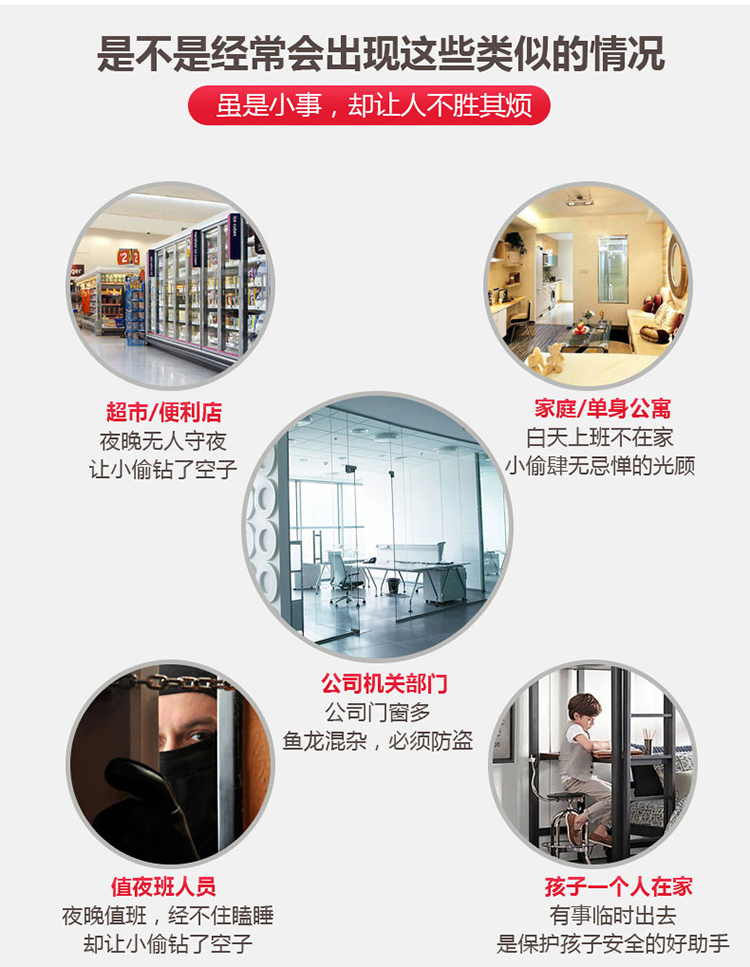 是不是经常会出现这些类似的情况
虽是小事，却让人不胜其烦
超市/便利店
夜晚无人守夜
让小偷钻了空子
家庭/单身公寓
白天上班不在家
小偷肆无忌惮的光顾
公司机关部门
公司门窗多
鱼龙混杂，必须防盗
值夜班人员
夜晚值班，经不住瞌睡
却让小偷钻了空子
孩子一个人在家
有事临时出去
是保护孩子安全的好助手